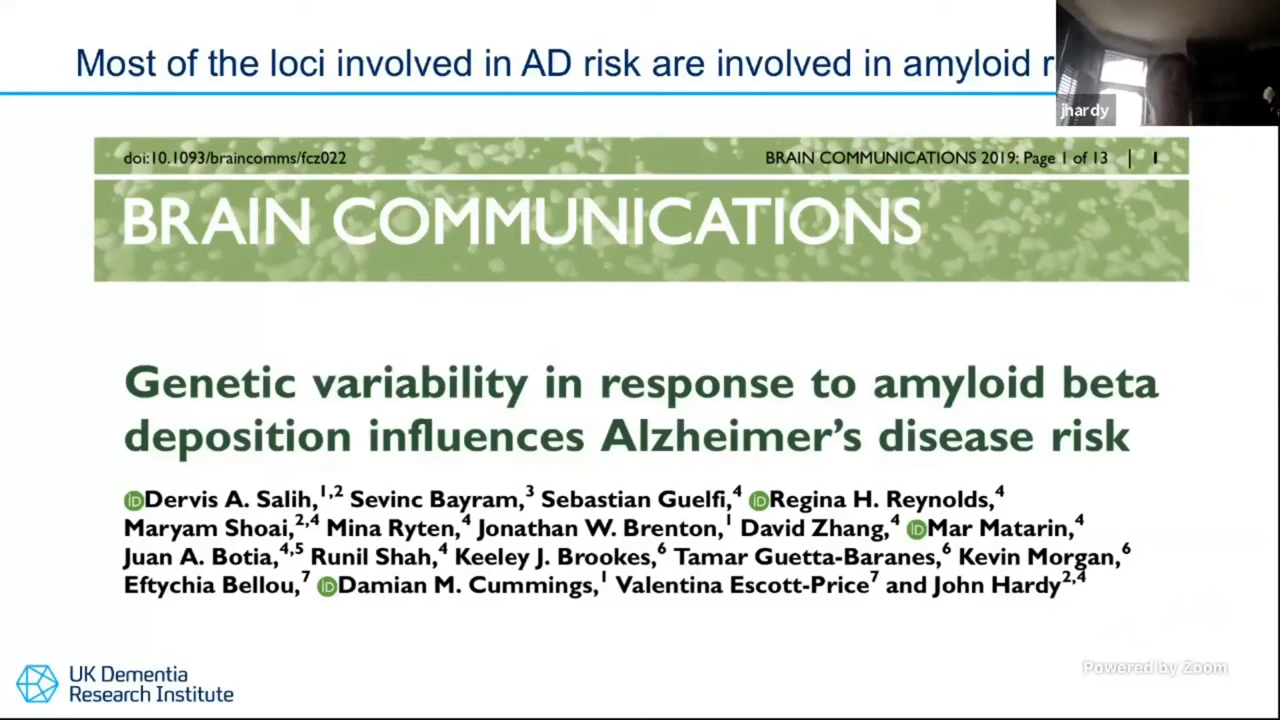 Most of the loci involved in AD risk are involved in amyloid r
jhardy
doi:10.1093/braincomms/fcz022
BRAIN COMMUNICATIONS 2019: Page 1 of 13 | 1
BRAIN COMMUNICATIONS
Genetic variability in response to amyloid beta
deposition influences Alzheimer’s disease risk
iD Dervis A. Salih,1,2 Sevinc Bayram,3 Sebastian Guelfi,4 iD Regina H. Reynolds,4
Maryam Shoai,2,4 Mina Ryten,4 Jonathan W. Brenton,1 David Zhang,4 iD Mar Matarin,4
Juan A. Botia,4,5 Runil Shah,4 Keeley J. Brookes,6 Tamar Guetta-Baranes,6 Kevin Morgan,6
Eftychia Bellou,7 iD Damian M. Cummings,1 Valentina Escott-Price7 and John Hardy2,4
UK Dementia
Research Institute
Powered by Zoom